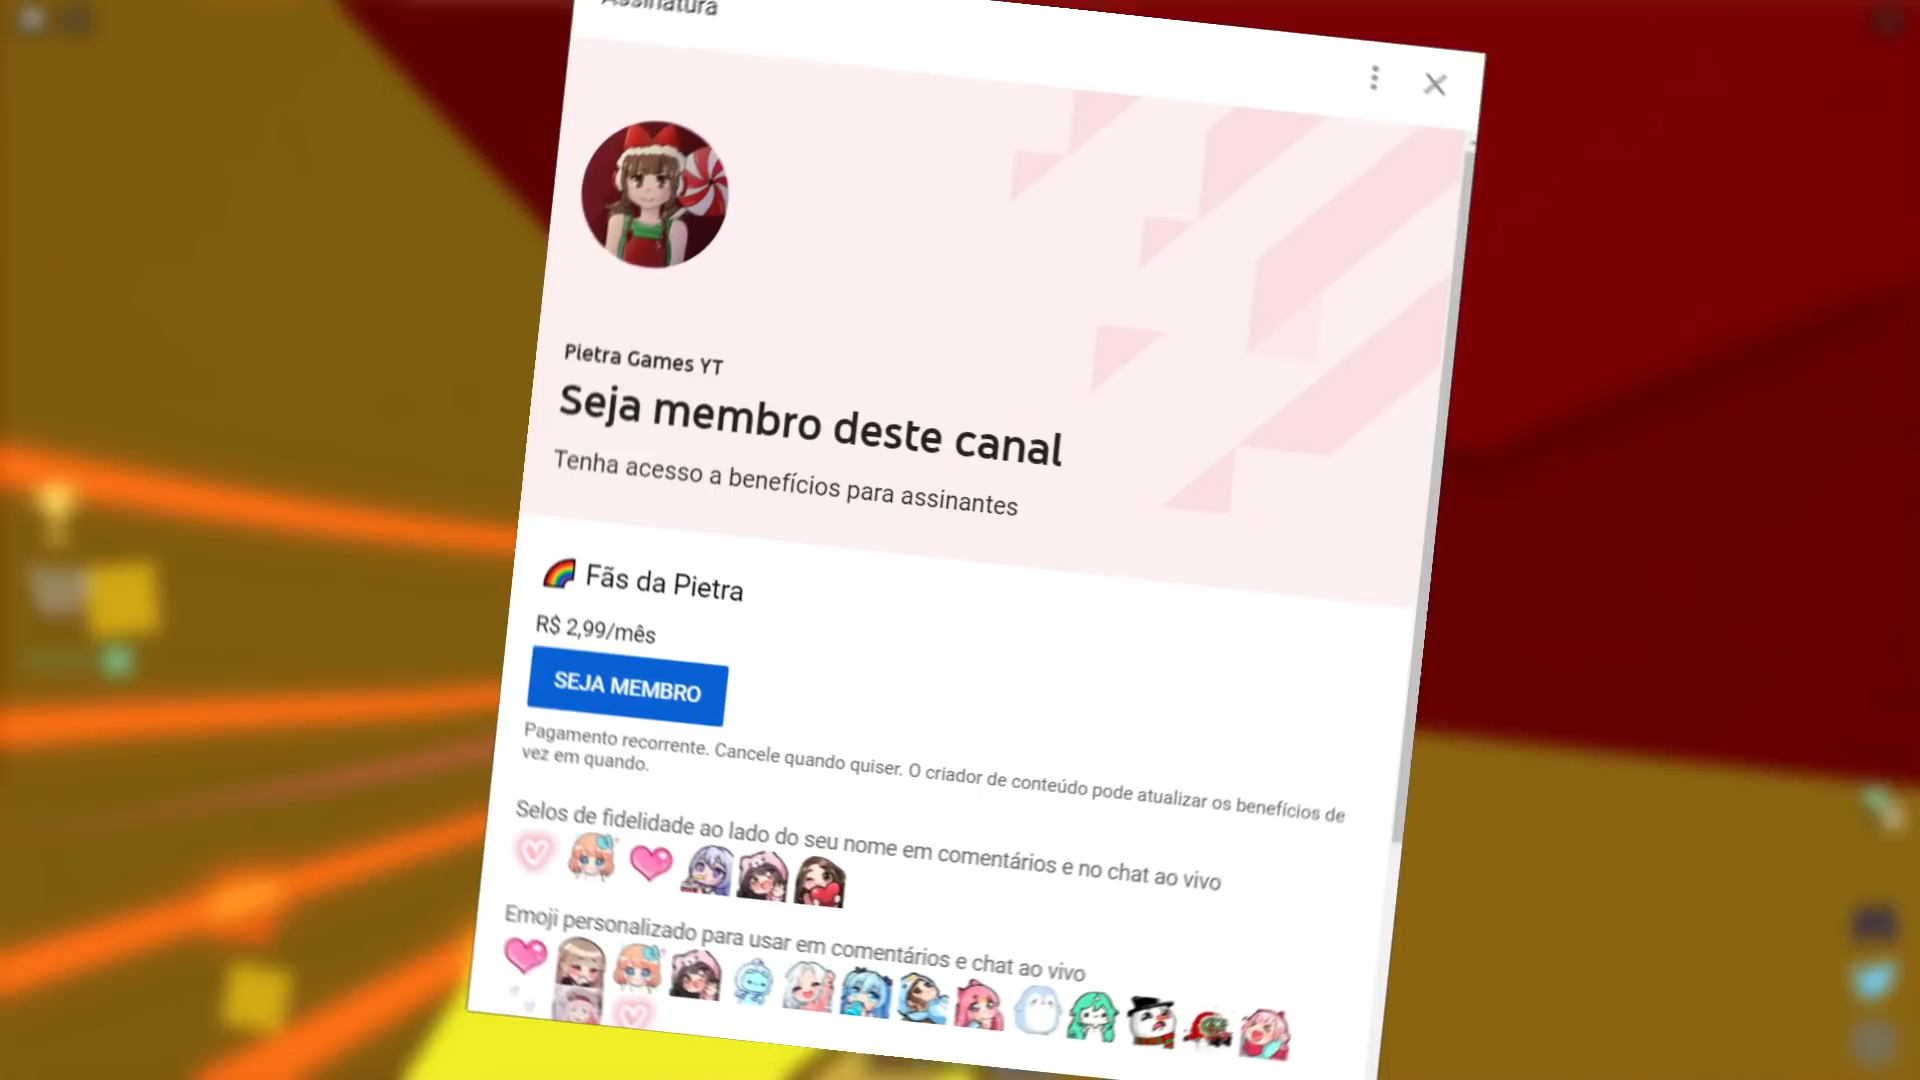 Assinatura
Pietra Games YT
Seja membro deste canal
Tenha acesso a benefícios para assinantes
Fãs da Pietra
R$ 2,99/mês
SEJA MEMBRO
Pagamento recorrente. Cancele quando quiser. O criador de conteúdo pode atualizar os benefícios de
vez em quando.
Selos de fidelidade ao lado do seu nome em comentários e no chat ao vivo
Emoji personalizado para usar em comentários e chat ao vivo